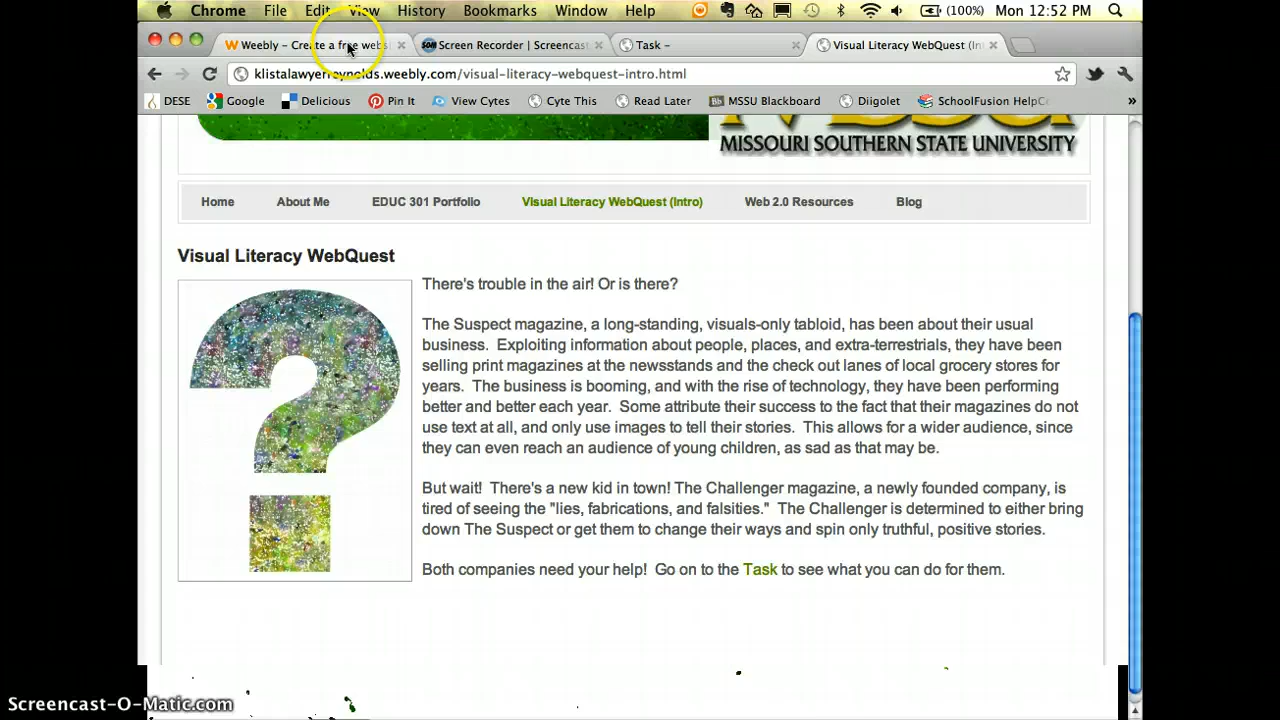 Chrome File Edit View History Bookmarks Window Help (100%) Mon 12:52 PM
Weebly - Create a free webs Screen Recorder | Screencast Task - Visual Literacy WebQuest (In
klistalawyerreynolds.weebly.com/visual-literacy-webquest-intro.html
DESE Google Delicious Pin It View Cytes Cyte This Read Later Bb MSSU Blackboard Diigolet SchoolFusion HelpC »
MISSOURI SOUTHERN STATE UNIVERSITY
Home About Me EDUC 301 Portfolio Visual Literacy WebQuest (Intro) Web 2.0 Resources Blog
Visual Literacy WebQuest
There's trouble in the air! Or is there?
The Suspect magazine, a long-standing, visuals-only tabloid, has been about their usual
business. Exploiting information about people, places, and extra-terrestrials, they have been
selling print magazines at the newsstands and the check out lanes of local grocery stores for
years. The business is booming, and with the rise of technology, they have been performing
better and better each year. Some attribute their success to the fact that their magazines do not
use text at all, and only use images to tell their stories. This allows for a wider audience, since
they can even reach an audience of young children, as sad as that may be.
But wait! There's a new kid in town! The Challenger magazine, a newly founded company, is
tired of seeing the "lies, fabrications, and falsities." The Challenger is determined to either bring
down The Suspect or get them to change their ways and spin only truthful, positive stories.
Both companies need your help! Go on to the Task to see what you can do for them.
?
Screencast-O-Matic.com